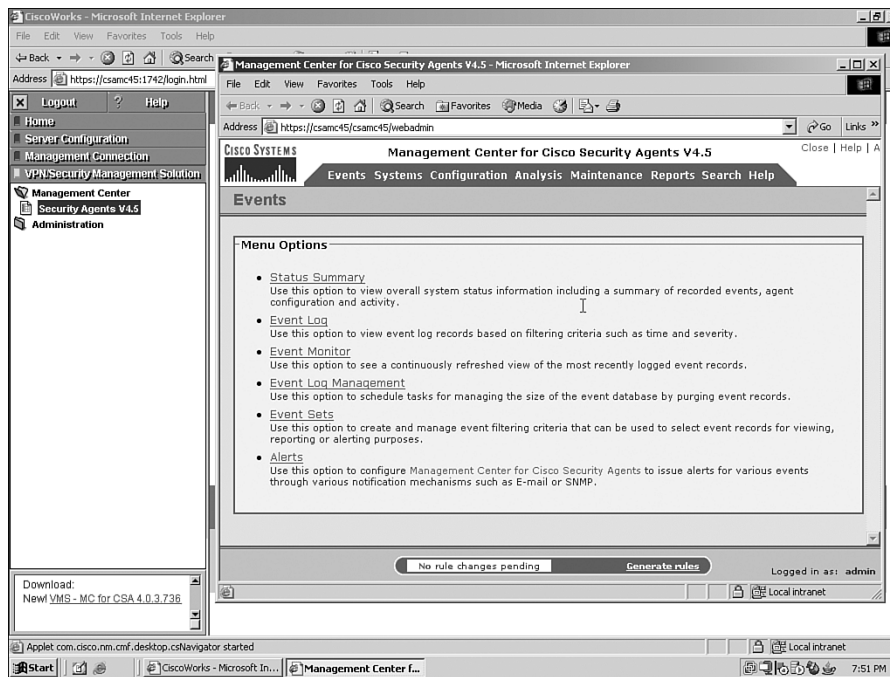 CiscoWorks - Microsoft Internet Explorer
File Edit View Favorites Tools Help
Back Search
Address https://csamc45:1742/login.html
Logout ? Help
Home
Server Configuration
Management Connection
VPN/Security Management Solution
Management Center
Security Agents V4.5
Administration
Download:
New! VMS - MC for CSA 4.0.3.736
Management Center for Cisco Security Agents V4.5 - Microsoft Internet Explorer
File Edit View Favorites Tools Help
Back Search Favorites Media
Address https://csamc45/csamc45/webadmin Go Links »
CISCO SYSTEMS
Management Center for Cisco Security Agents V4.5
Close | Help | A
Events Systems Configuration Analysis Maintenance Reports Search Help
Events
Menu Options
• Status Summary
Use this option to view overall system status information including a summary of recorded events, agent
configuration and activity.
• Event Log
Use this option to view event log records based on filtering criteria such as time and severity.
• Event Monitor
Use this option to see a continuously refreshed view of the most recently logged event records.
• Event Log Management
Use this option to schedule tasks for managing the size of the event database by purging event records.
• Event Sets
Use this option to create and manage event filtering criteria that can be used to select event records for viewing,
reporting or alerting purposes.
• Alerts
Use this option to configure Management Center for Cisco Security Agents to issue alerts for various events
through various notification mechanisms such as E-mail or SNMP.
No rule changes pending Generate rules
Logged in as: admin
Local intranet
Applet com.cisco.nm.cmf.desktop.csNavigator started Local intranet
Start CiscoWorks - Microsoft In... Management Center f... 7:51 PM